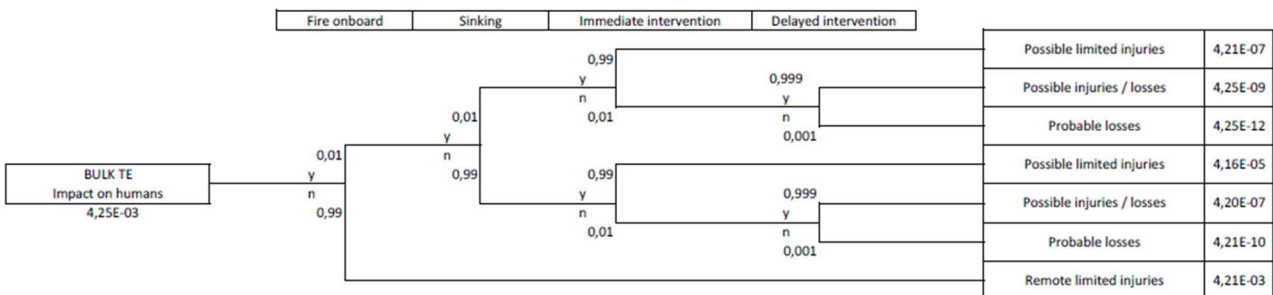 Fire onboard Sinking Immediate intervention Delayed intervention
Possible limited injuries 4,21E-07
0,99
y
n
0,01
0,999
y
n
0,001
Possible injuries / losses 4,25E-09
Probable losses 4,25E-12
0,01
y
n
0,99
0,01
y
n
0,99
BULK TE
Impact on humans
4,25E-03
Possible limited injuries 4,16E-05
0,99
y
n
0,01
0,999
y
n
0,001
Possible injuries / losses 4,20E-07
Probable losses 4,21E-10
Remote limited injuries 4,21E-03